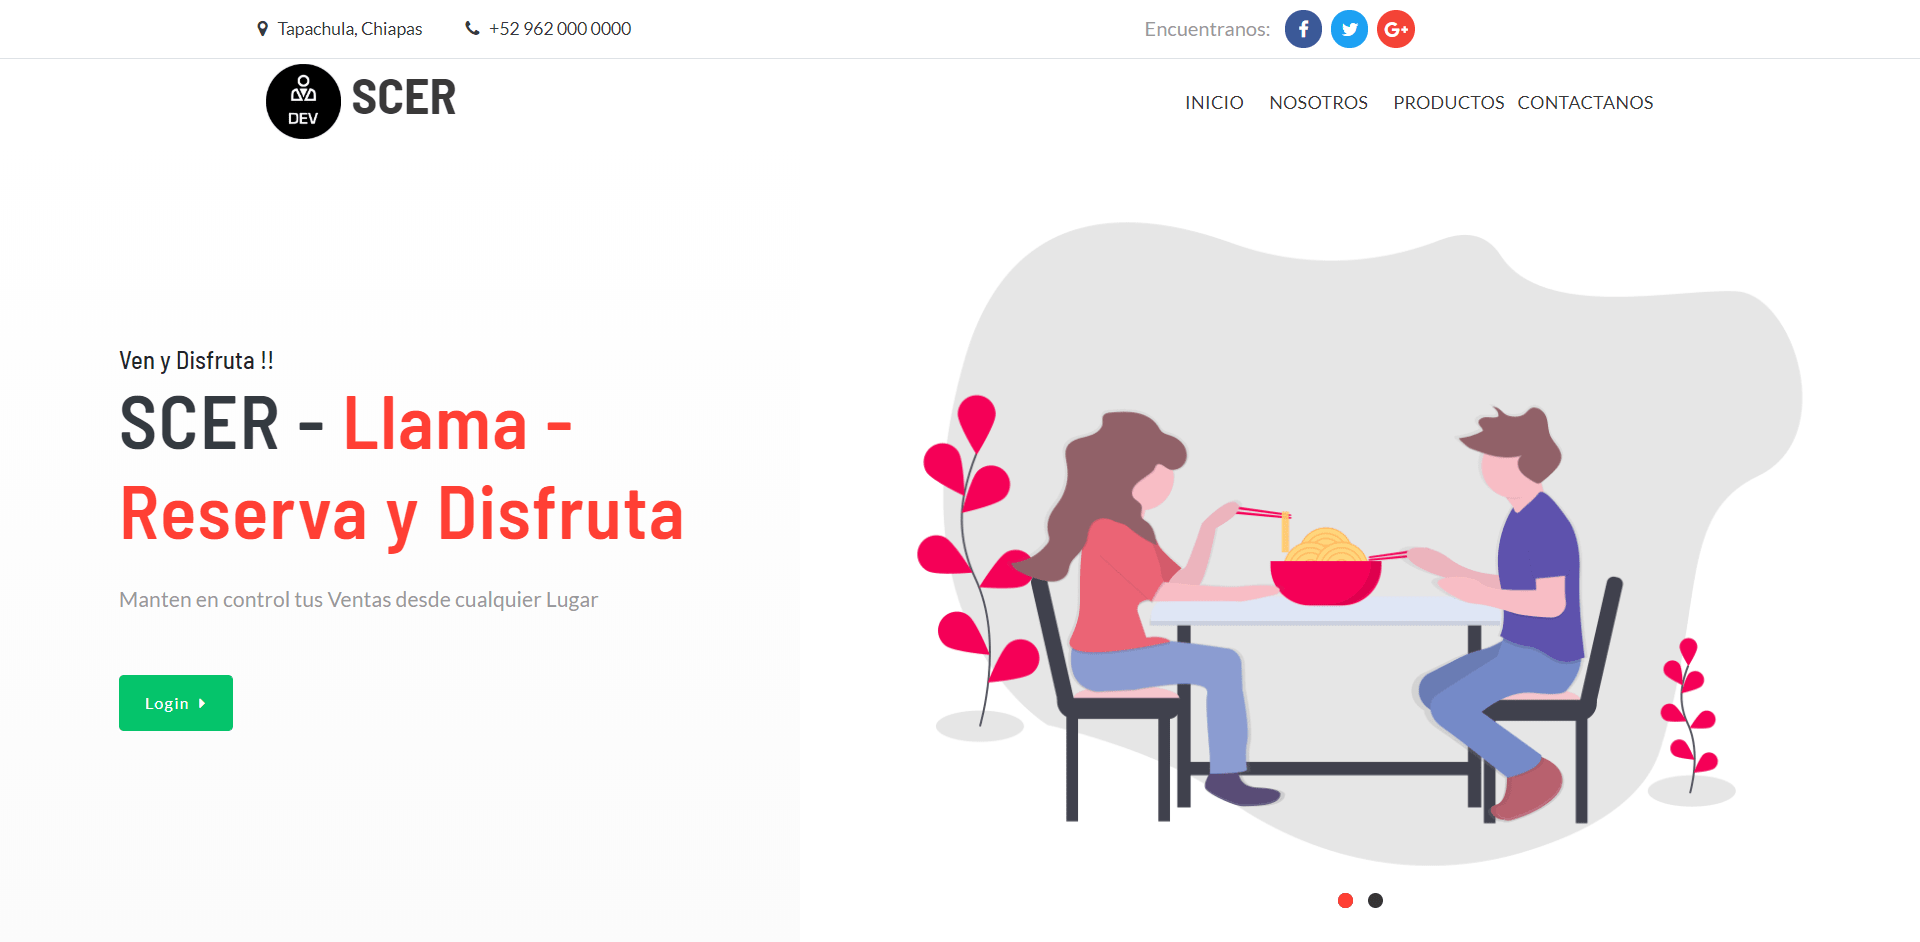 Tapachula, Chiapas
+52 962 000 0000
Encuentranos:
f
G+
DEV
SCER
INICIO
NOSOTROS
PRODUCTOS
CONTACTANOS
Ven y Disfruta !!
SCER - Llama -
Reserva y Disfruta
Manten en control tus Ventas desde cualquier Lugar
Login